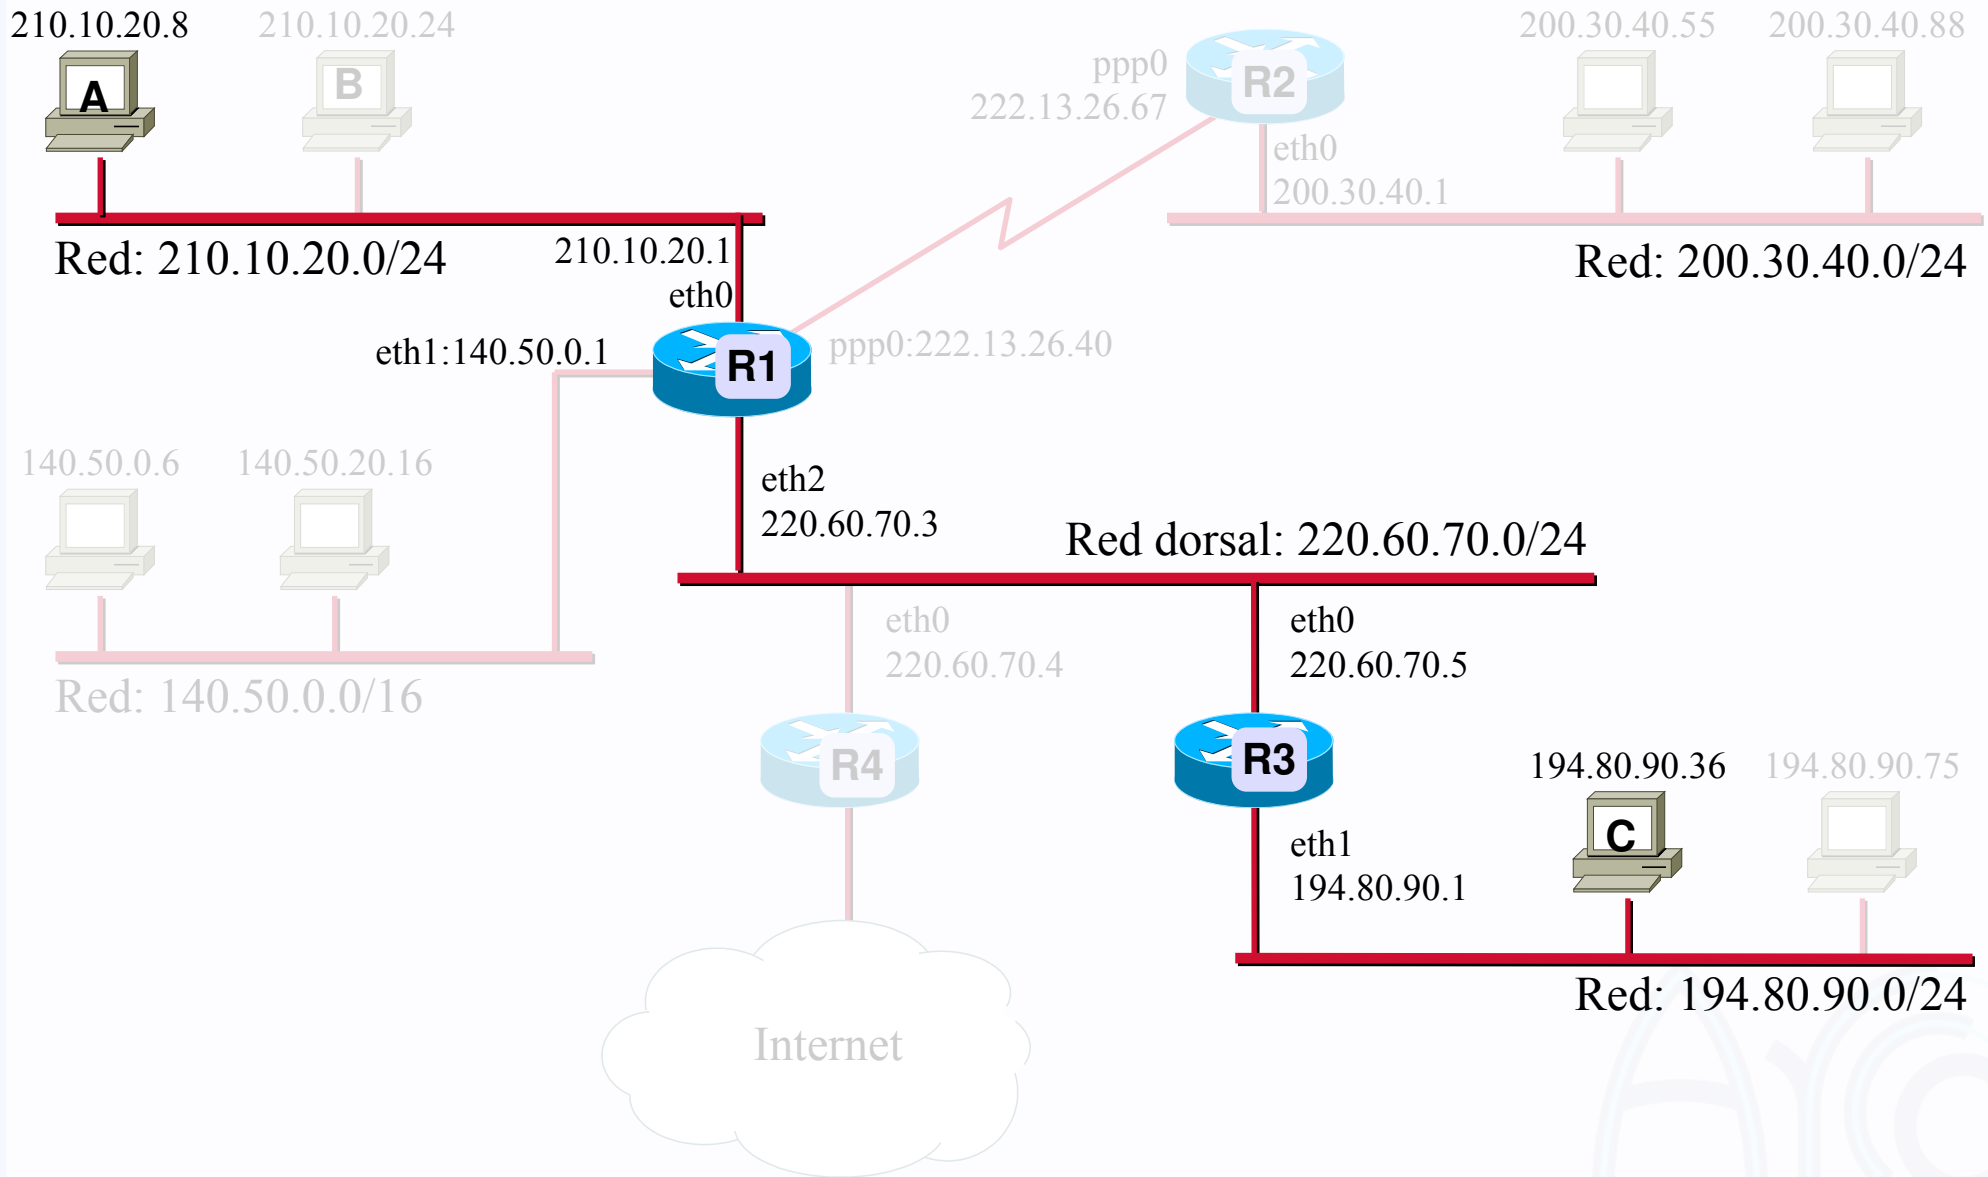 210.10.20.8
210.10.20.24
200.30.40.55
200.30.40.88
A
B
ppp0
222.13.26.67
R2
eth0
200.30.40.1
Red: 210.10.20.0/24
210.10.20.1
eth0
Red: 200.30.40.0/24
eth1:140.50.0.1
R1
ppp0:222.13.26.40
140.50.0.6
140.50.20.16
eth2
220.60.70.3
Red dorsal: 220.60.70.0/24
eth0
220.60.70.4
eth0
220.60.70.5
Red: 140.50.0.0/16
R4
R3
194.80.90.36
194.80.90.75
C
eth1
194.80.90.1
Red: 194.80.90.0/24
Internet